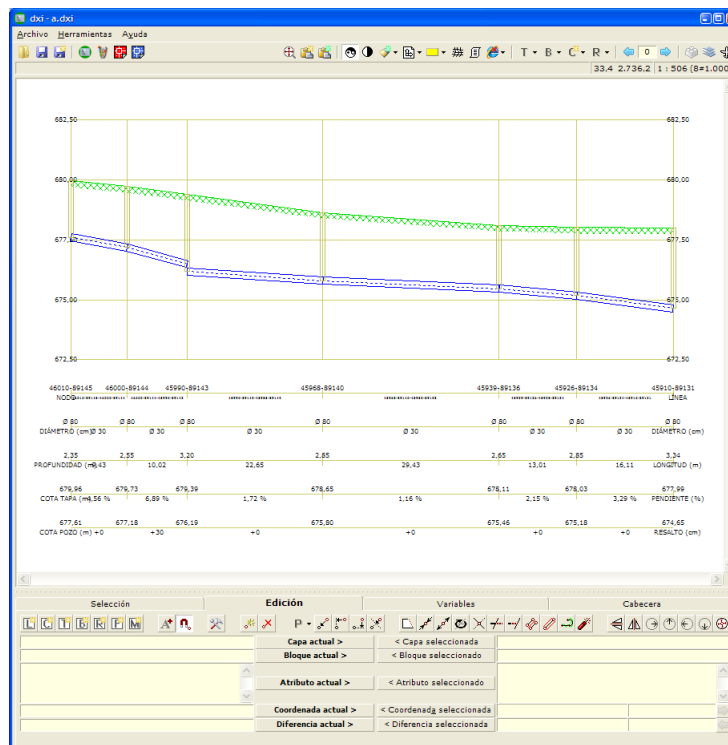 dxi - a.dxi
Archivo Herramientas Ayuda
T B C R 0
33.4 2.736,2 1 : 506 (8#1.000
682,50 682,50
680,00 680,00
677,50
675,00 675,00
672,50 672,50
46010-89145 46000-89144 45990-89143 45968-89140 45939-89136 45926-89134 45910-89131
NODO LÍNEA
Ø 80 Ø 80 Ø 80 Ø 80 Ø 80 Ø 80 Ø 80
DIÁMETRO (cm) Ø 30 Ø 30 Ø 30 Ø 30 Ø 30 Ø 30 DIÁMETRO (cm)
2,35 2,55 3,20 2,85 2,65 2,85 3,34
PROFUNDIDAD (m) 9,43 10,02 22,65 29,43 13,01 16,11 LONGITUD (m)
679,96 679,73 679,39 678,65 678,11 678,03 677,99
COTA TAPA (m) 4,56 % 6,89 % 1,72 % 1,16 % 2,15 % 3,29 % PENDIENTE (%)
677,61 677,18 676,19 675,80 675,46 675,18 674,65
COTA POZO (m) +0 +30 +0 +0 +0 +0 RESALTO (cm)
Selección Edición Variables Cabecera
P
Capa actual > < Capa seleccionada
Bloque actual > < Bloque seleccionado
Atributo actual > < Atributo seleccionado
Coordenada actual > < Coordenada seleccionada
Diferencia actual > < Diferencia seleccionada